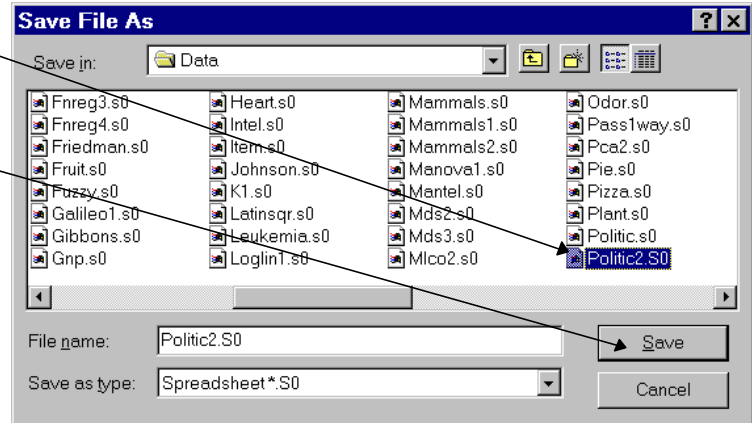 Save File As
Save in: Data
Fnreg3.s0 Heart.s0 Mammals.s0 Odor.s0
Fnreg4.s0 Intel.s0 Mammals1.s0 Pass1way.s0
Friedman.s0 Item.s0 Mammals2.s0 Pca2.s0
Fruit.s0 Johnson.s0 Manova1.s0 Pie.s0
Fuzzy.s0 K1.s0 Mantel.s0 Pizza.s0
Galileo1.s0 Latinsqr.s0 Mds2.s0 Plant.s0
Gibbons.s0 Leukemia.s0 Mds3.s0 Politic.s0
Gnp.s0 Loglin1.s0 Mlco2.s0 Politic2.S0
File name: Politic2.S0 Save
Save as type: Spreadsheet*.S0 Cancel